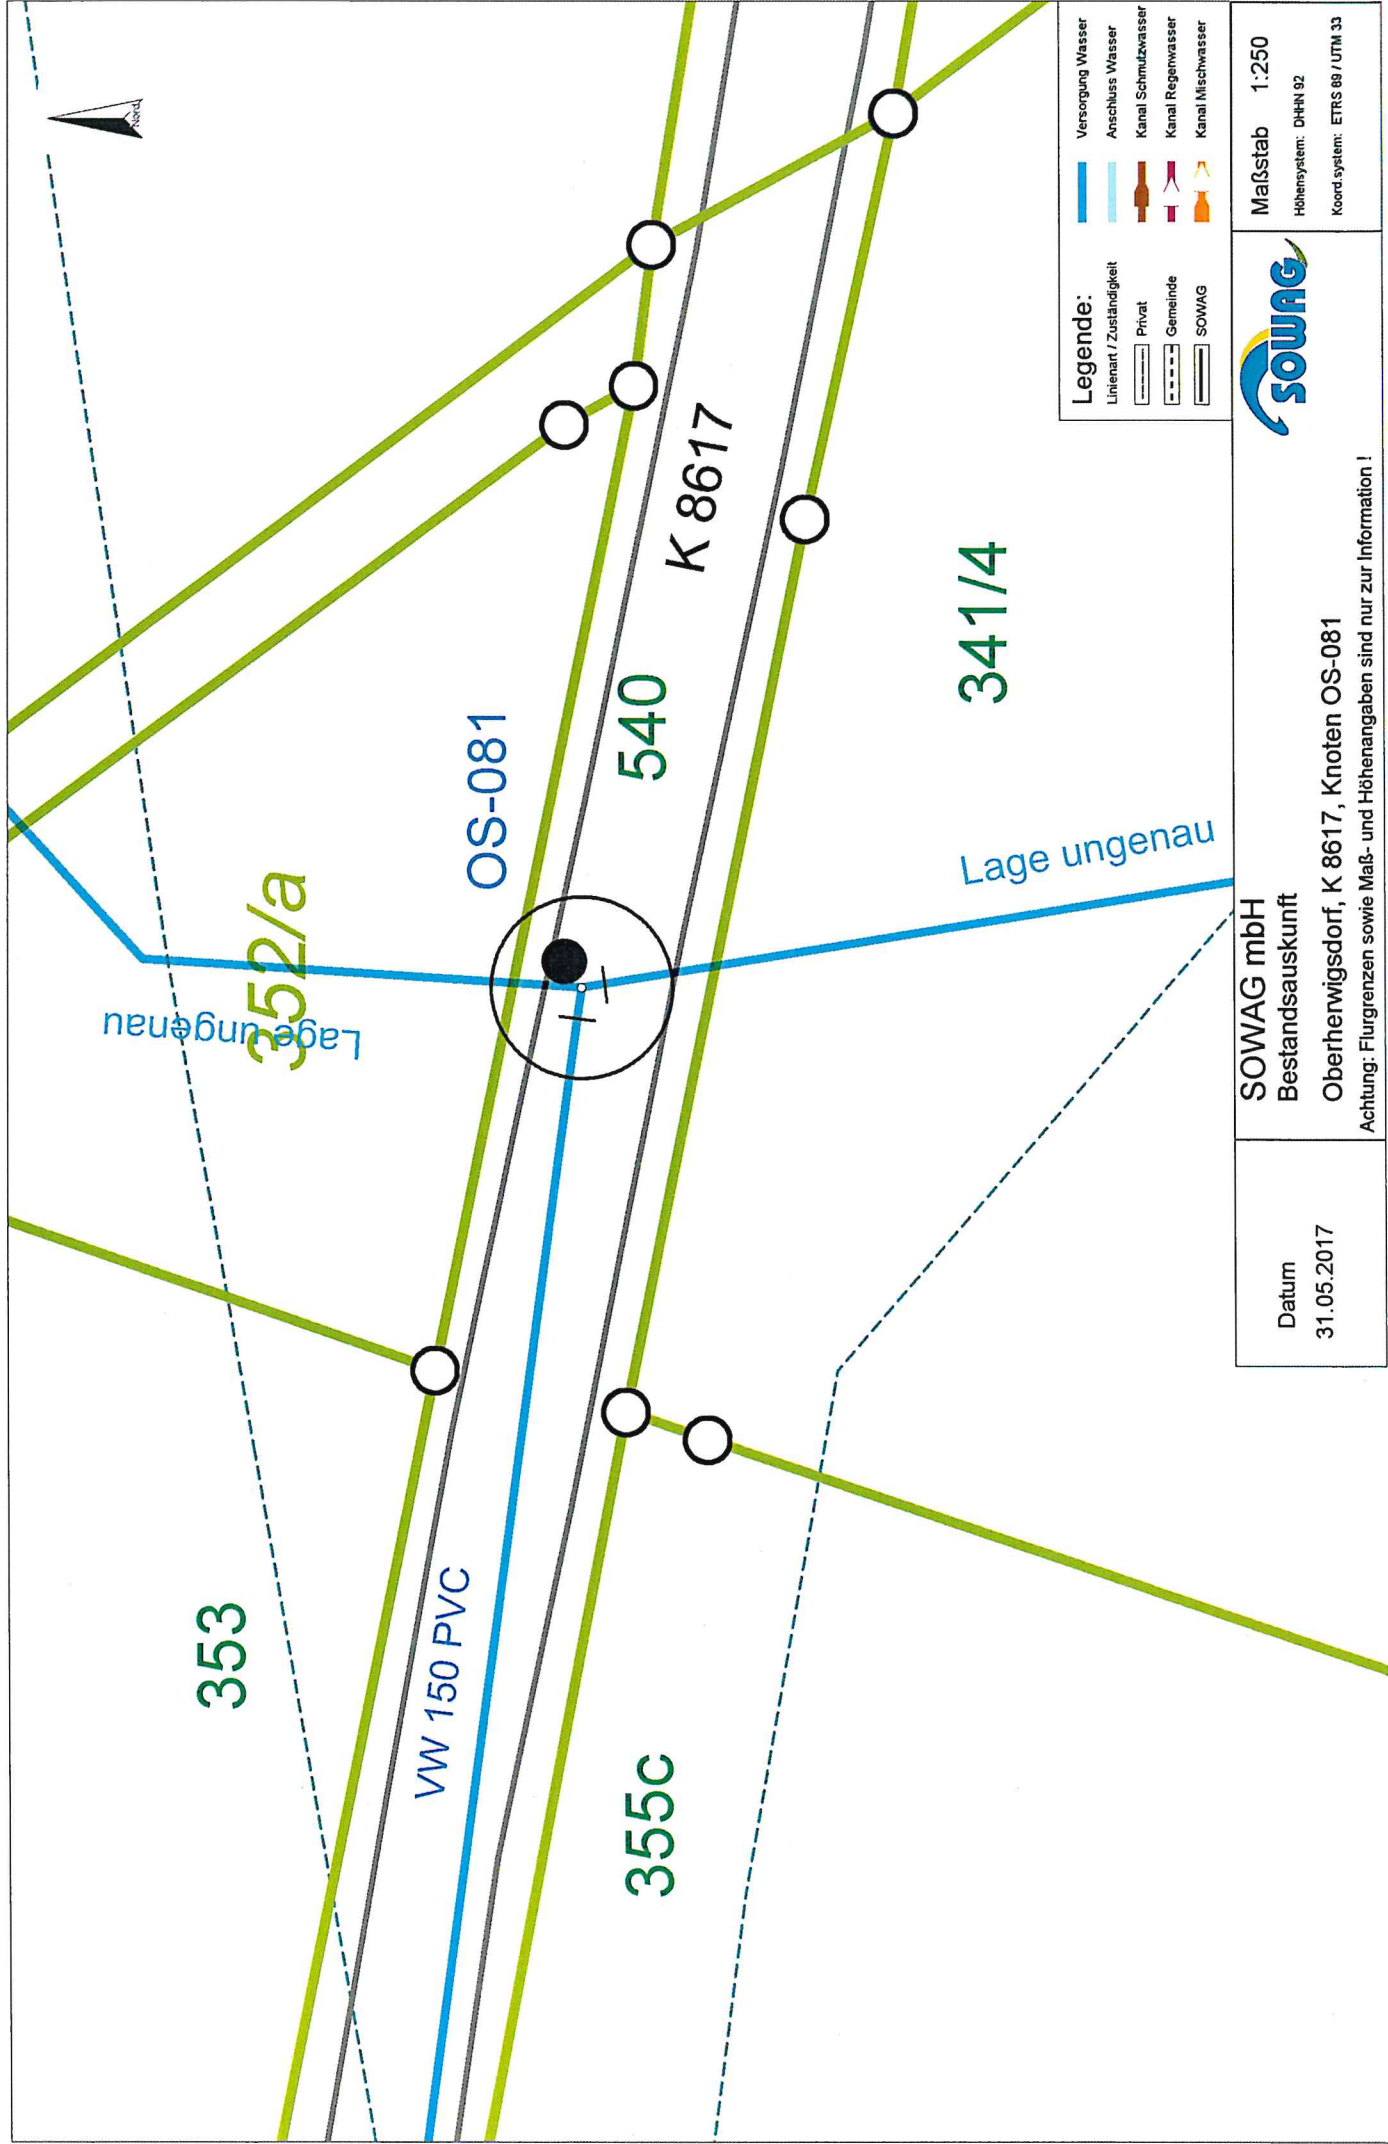 Nord
352/a
Lage ungenau
OS-081
353
540
K 8617
VW 150 PVC
355c
341/4
Lage ungenau
Legende:
Linienart / Zuständigkeit
Privat
Gemeinde
SOWAG
Versorgung Wasser
Anschluss Wasser
Kanal Schmutzwasser
Kanal Regenwasser
Kanal Mischwasser
Datum
31.05.2017
SOWAG mbH
Bestandsauskunft
Oberherwigsdorf, K 8617, Knoten OS-081
Achtung: Flurgrenzen sowie Maß- und Höhenangaben sind nur zur Information !
SOWAG
Maßstab 1:250
Höhensystem: DHHN 92
Koord.system: ETRS 89 / UTM 33